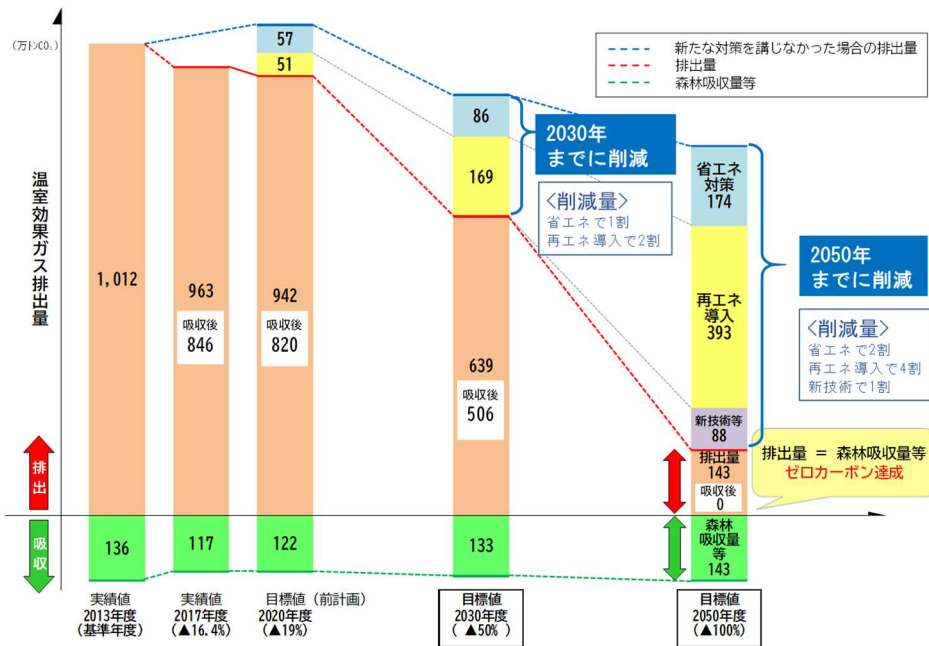 (万トンCO₂)
温室効果ガス排出量
排出
吸収
新たな対策を講じなかった場合の排出量
排出量
森林吸収量等
1,012
136
実績値
2013年度
(基準年度)
963
吸収後
846
117
実績値
2017年度
(▲16.4%)
57
51
942
吸収後
820
122
目標値(前計画)
2020年度
(▲19%)
86
169
639
吸収後
506
133
目標値
2030年度
( ▲50% )
2030年
までに削減
<削減量>
省エネで1割
再エネ導入で2割
省エネ
対策
174
再エネ
導入
393
新技術等
88
排出量
143
吸収後
0
森林
吸収量
等
143
目標値
2050年度
(▲100%)
2050年
までに削減
<削減量>
省エネで2割
再エネ導入で4割
新技術で1割
排出量 = 森林吸収量等
ゼロカーボン達成